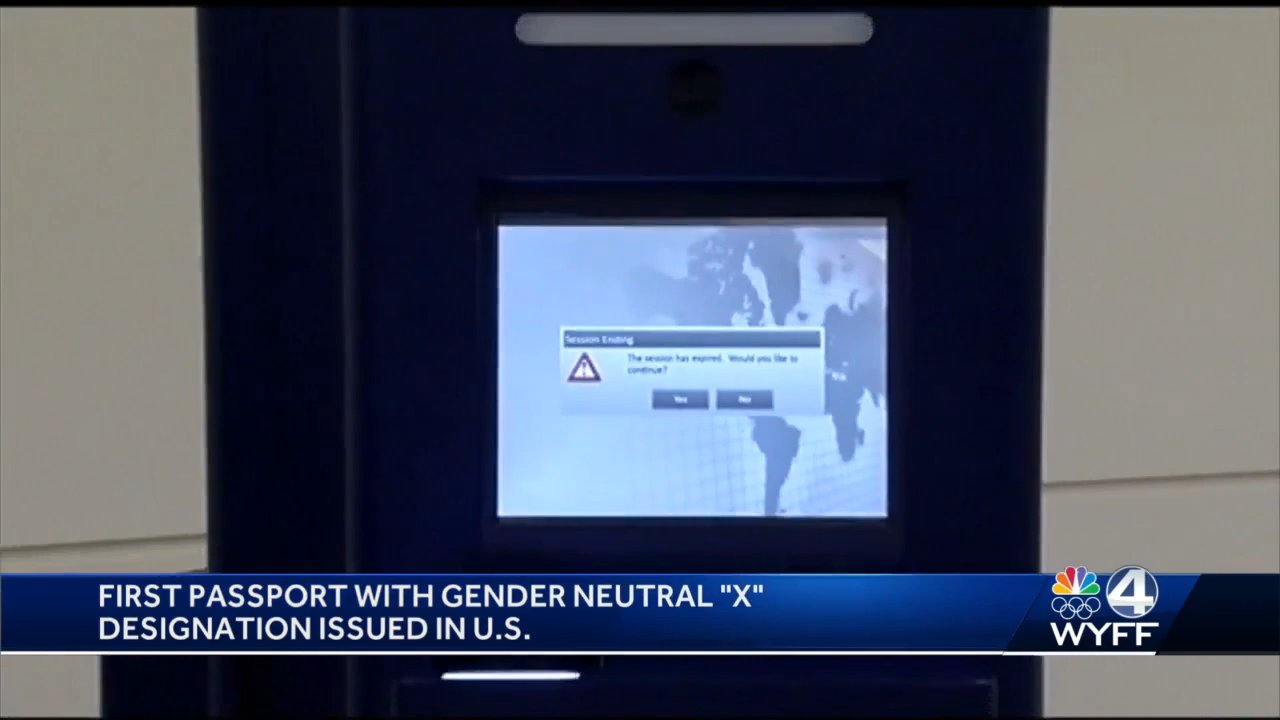 Session Ending
The session has expired. Would you like to
continue?
Yes No
FIRST PASSPORT WITH GENDER NEUTRAL "X"
DESIGNATION ISSUED IN U.S.
4
WYFF